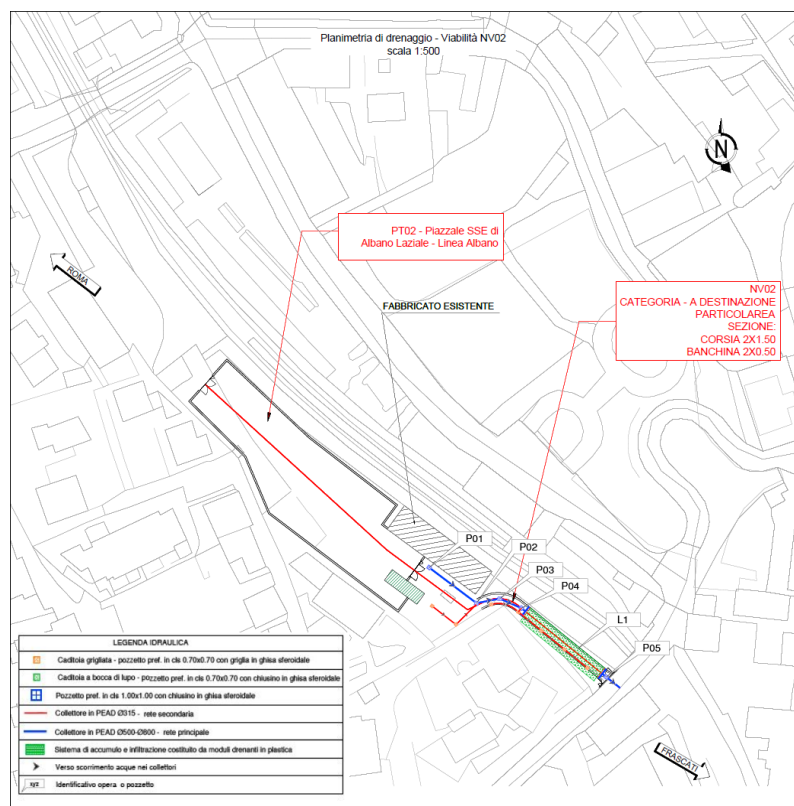 Planimetria di drenaggio - Viabilità NV02
scala 1:500
N
PT02 - Piazzale SSE di
Albano Laziale - Linea Albano
ROMA
NV02
CATEGORIA - A DESTINAZIONE
PARTICOLAREA
SEZIONE:
CORSIA 2X1.50
BANCHINA 2X0.50
FABBRICATO ESISTENTE
P01
P02
P03
P04
L1
P05
FRASCATI
LEGENDA IDRAULICA
Caditoia grigliata - pozzetto pref. in cls 0.70x0.70 con griglia in ghisa sferoidale
Caditoia a bocca di lupo - pozzetto pref. in cls 0.70x0.70 con chiusino in ghisa sferoidale
Pozzetto pref. in cls 1.00x1.00 con chiusino in ghisa sferoidale
Collettore in PEAD Ø315 - rete secondaria
Collettore in PEAD Ø500-Ø800 - rete principale
Sistema di accumulo e infiltrazione costituito da moduli drenanti in plastica
Verso scorrimento acque nei collettori
xyz Identificativo opera o pozzetto